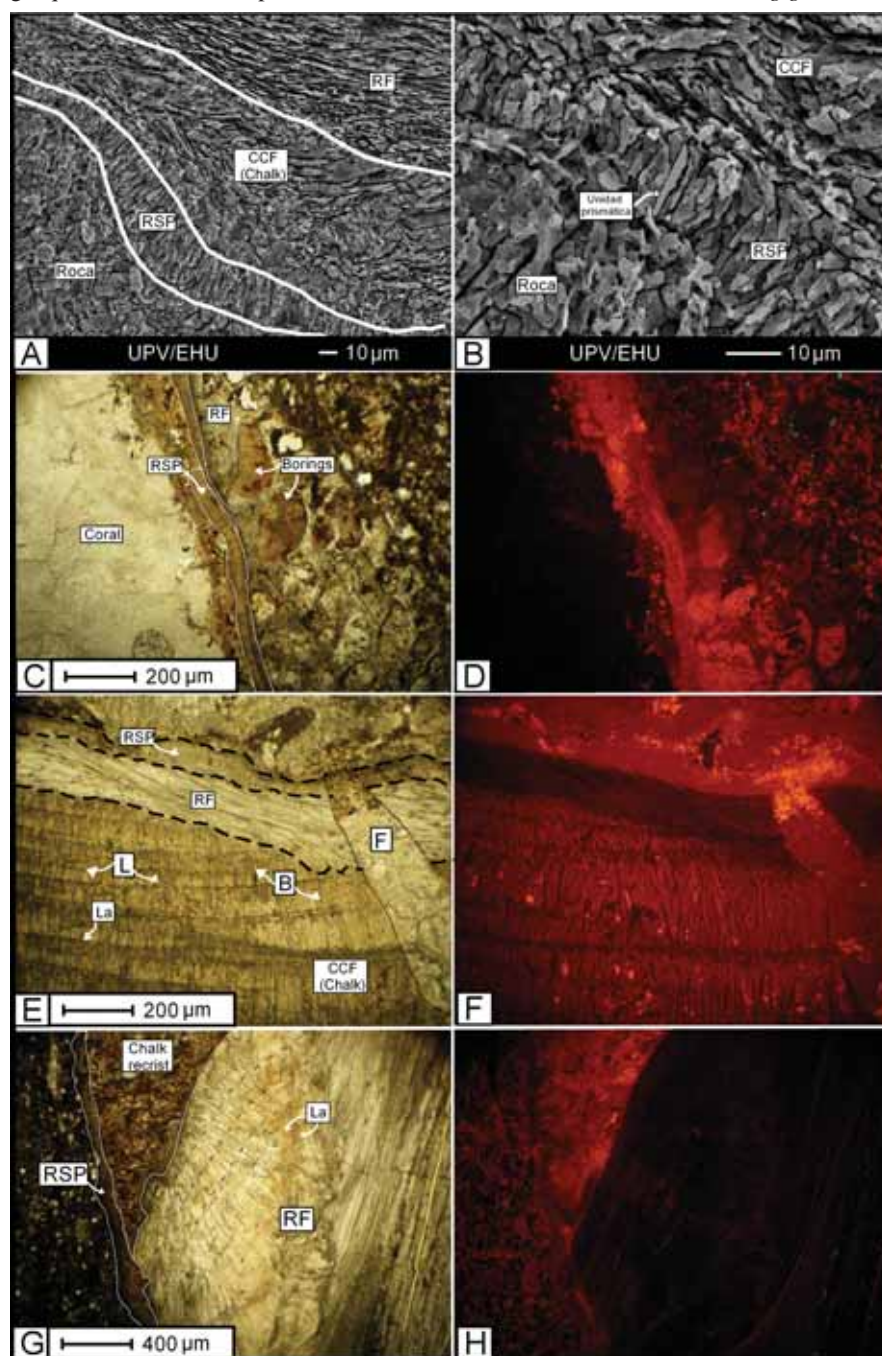 RF
CCF
(Chalk)
RSP
Roca
A
UPV/EHU
10 µm
CCF
Unidad
prismática
RSP
Roca
B
UPV/EHU
10 µm
RF
RSP
Borings
Coral
C
200 µm
D
RSP
RF
F
L
B
La
CCF
(Chalk)
E
200 µm
F
Chalk
recrist
La
RSP
RF
G
400 µm
H